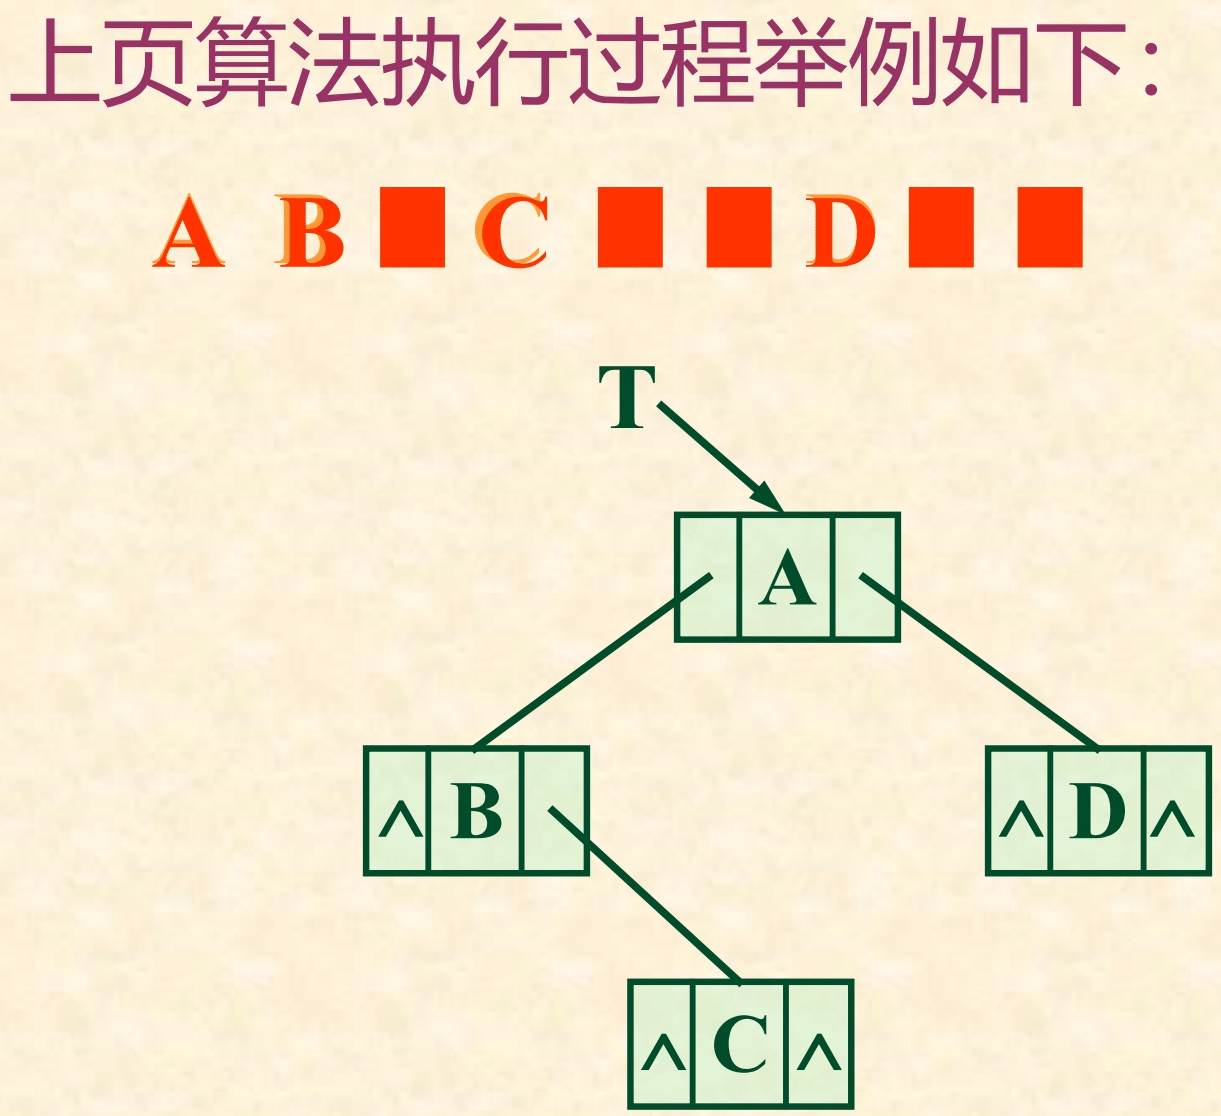 上页算法执行过程举例如下：
A B ■ C ■ ■ D ■ ■
T
A
∧ B ∧ D ∧
∧ C ∧